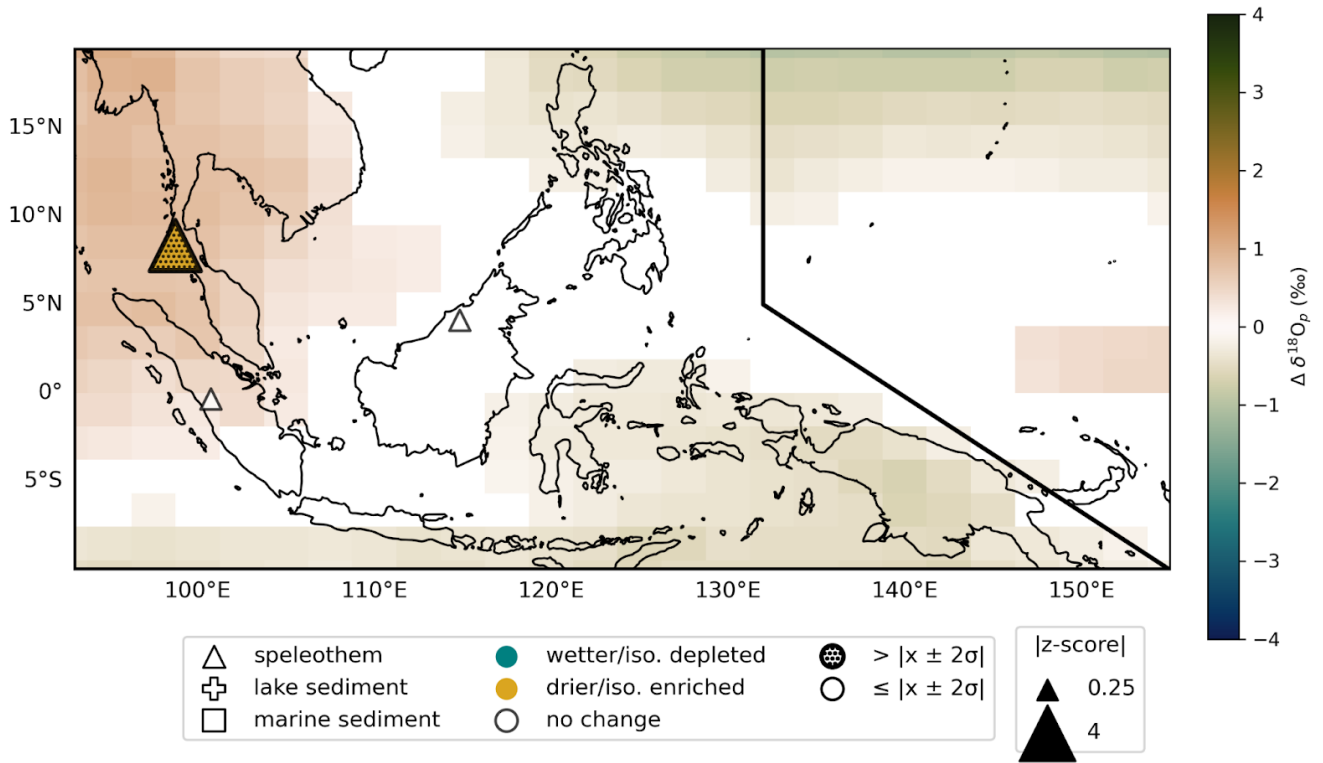 15°N
10°N
5°N
0°
5°S
100°E
110°E
120°E
130°E
140°E
150°E
4
3
2
1
0
−1
−2
−3
−4
Δ δ¹⁸Oₚ (‰)
speleothem
lake sediment
marine sediment
wetter/iso. depleted
drier/iso. enriched
no change
> |x ± 2σ|
≤ |x ± 2σ|
|z-score|
0.25
4